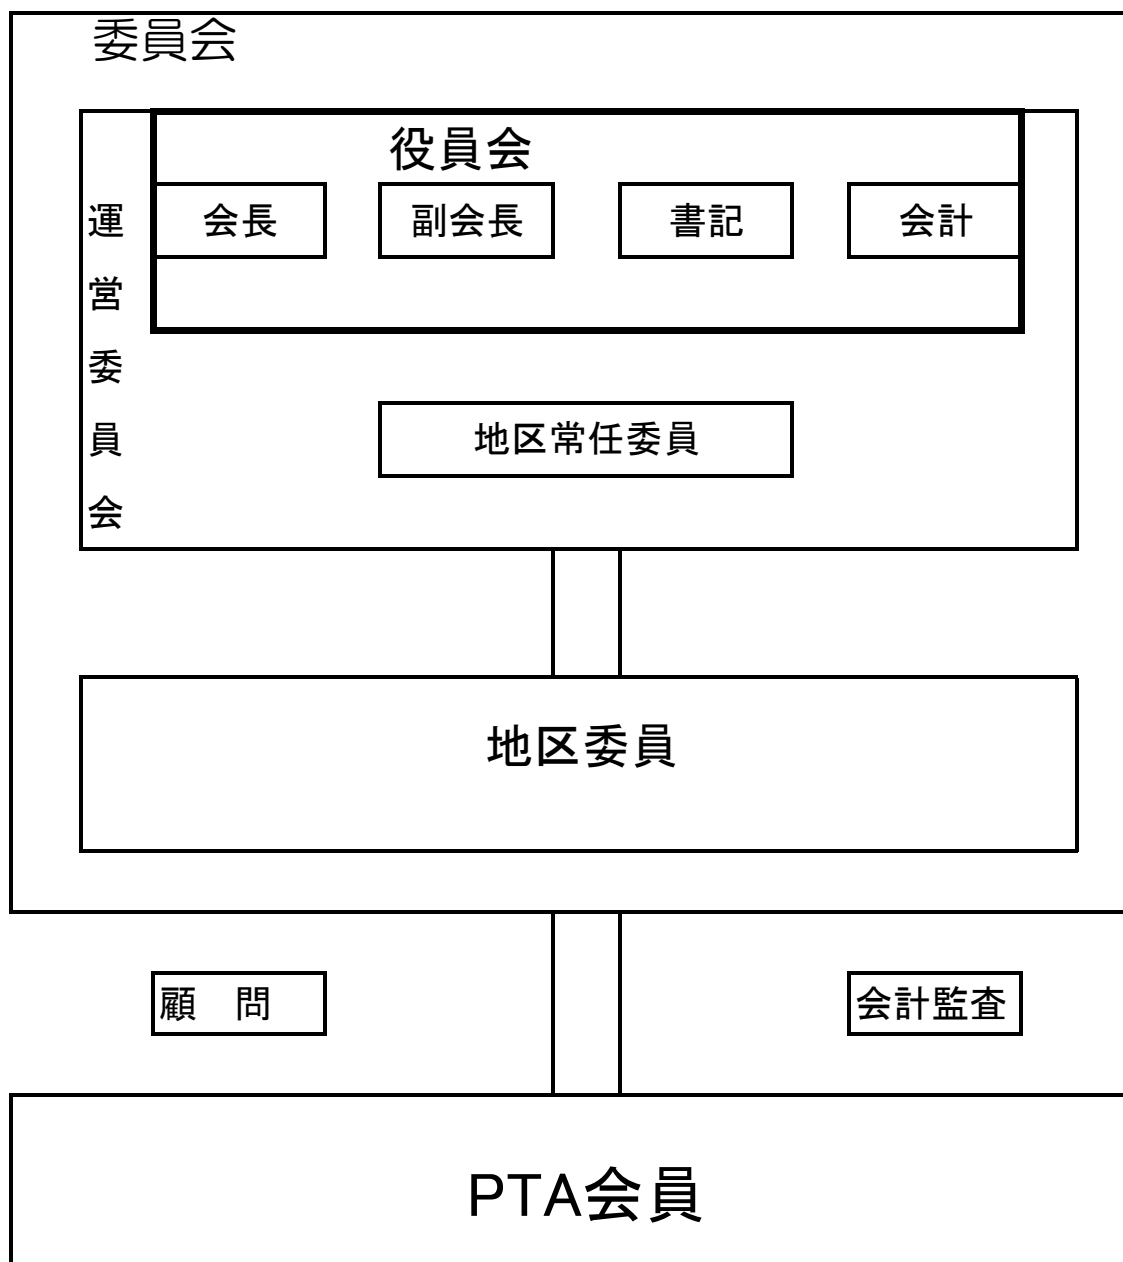 委員会
役員会
会長 副会長 書記 会計
運営委員会
地区常任委員
地区委員
顧　問
会計監査
PTA会員